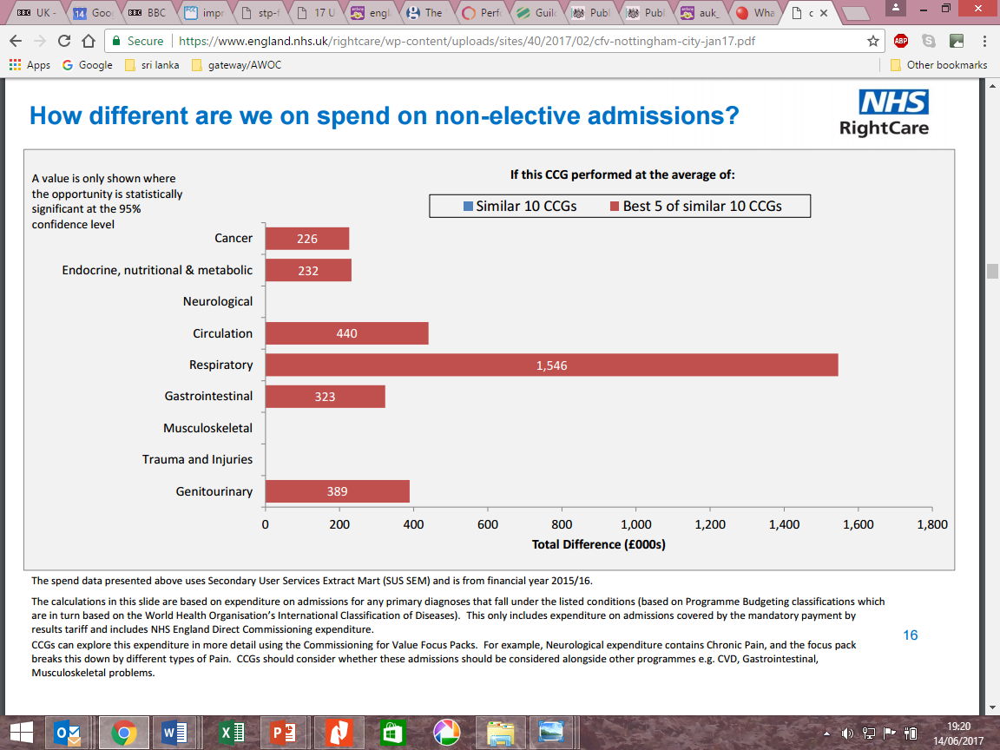 BBC UK -
14 Goo
BBC BBC
impr
stp-f
17 U
engl
The
Perf
Guil
Publ
Publ
auk_
Wha
c
Secure https://www.england.nhs.uk/rightcare/wp-content/uploads/sites/40/2017/02/cfv-nottingham-city-jan17.pdf
ABP
Apps Google sri lanka gateway/AWOC Other bookmarks
How different are we on spend on non-elective admissions?
NHS
RightCare
A value is only shown where
the opportunity is statistically
significant at the 95%
confidence level
If this CCG performed at the average of:
Similar 10 CCGs Best 5 of similar 10 CCGs
Cancer 226
Endocrine, nutritional & metabolic 232
Neurological
Circulation 440
Respiratory 1,546
Gastrointestinal 323
Musculoskeletal
Trauma and Injuries
Genitourinary 389
0 200 400 600 800 1,000 1,200 1,400 1,600 1,800
Total Difference (£000s)
The spend data presented above uses Secondary User Services Extract Mart (SUS SEM) and is from financial year 2015/16.
The calculations in this slide are based on expenditure on admissions for any primary diagnoses that fall under the listed conditions (based on Programme Budgeting classifications which
are in turn based on the World Health Organisation's International Classification of Diseases). This only includes expenditure on admissions covered by the mandatory payment by
results tariff and includes NHS England Direct Commissioning expenditure.
CCGs can explore this expenditure in more detail using the Commissioning for Value Focus Packs. For example, Neurological expenditure contains Chronic Pain, and the focus pack
breaks this down by different types of Pain. CCGs should consider whether these admissions should be considered alongside other programmes e.g. CVD, Gastrointestinal,
Musculoskeletal problems.
16
19:20
14/06/2017